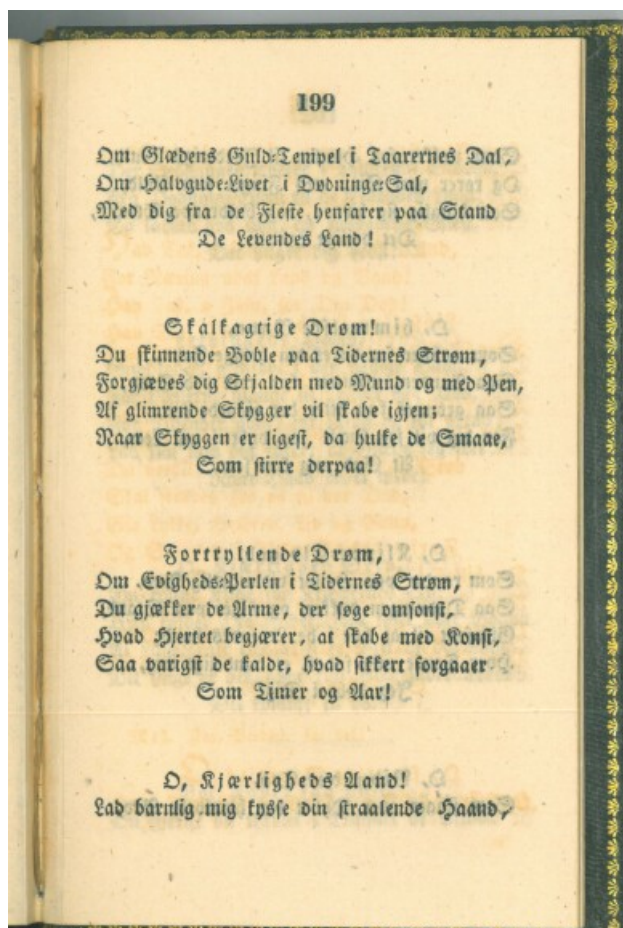 199
Om Glædens Guld-Tempel i Taarernes Dal,
Om Halvgude-Livet i Dødninge-Sal,
Med dig fra de Fleste henfarer paa Stand
De Levendes Land!
Skalkagtige Drøm!
Du skinnende Boble paa Tidernes Strøm,
Forgjæves dig Skjalden med Mund og med Pen,
Af glimrende Skygger vil skabe igjen;
Naar Skyggen er ligest, da hulke de Smaae,
Som stirre derpaa!
Fortryllende Drøm,
Om Evigheds-Perlen i Tidernes Strøm,
Du gjækker de Arme, der søge omsonst,
Hvad Hjertet begjærer, at skabe med Konst,
Saa varigst de kalde, hvad sikkert forgaaer
Som Timer og Aar!
O, Kjærligheds Aand!
Lad barnlig mig kysse din straalende Haand,